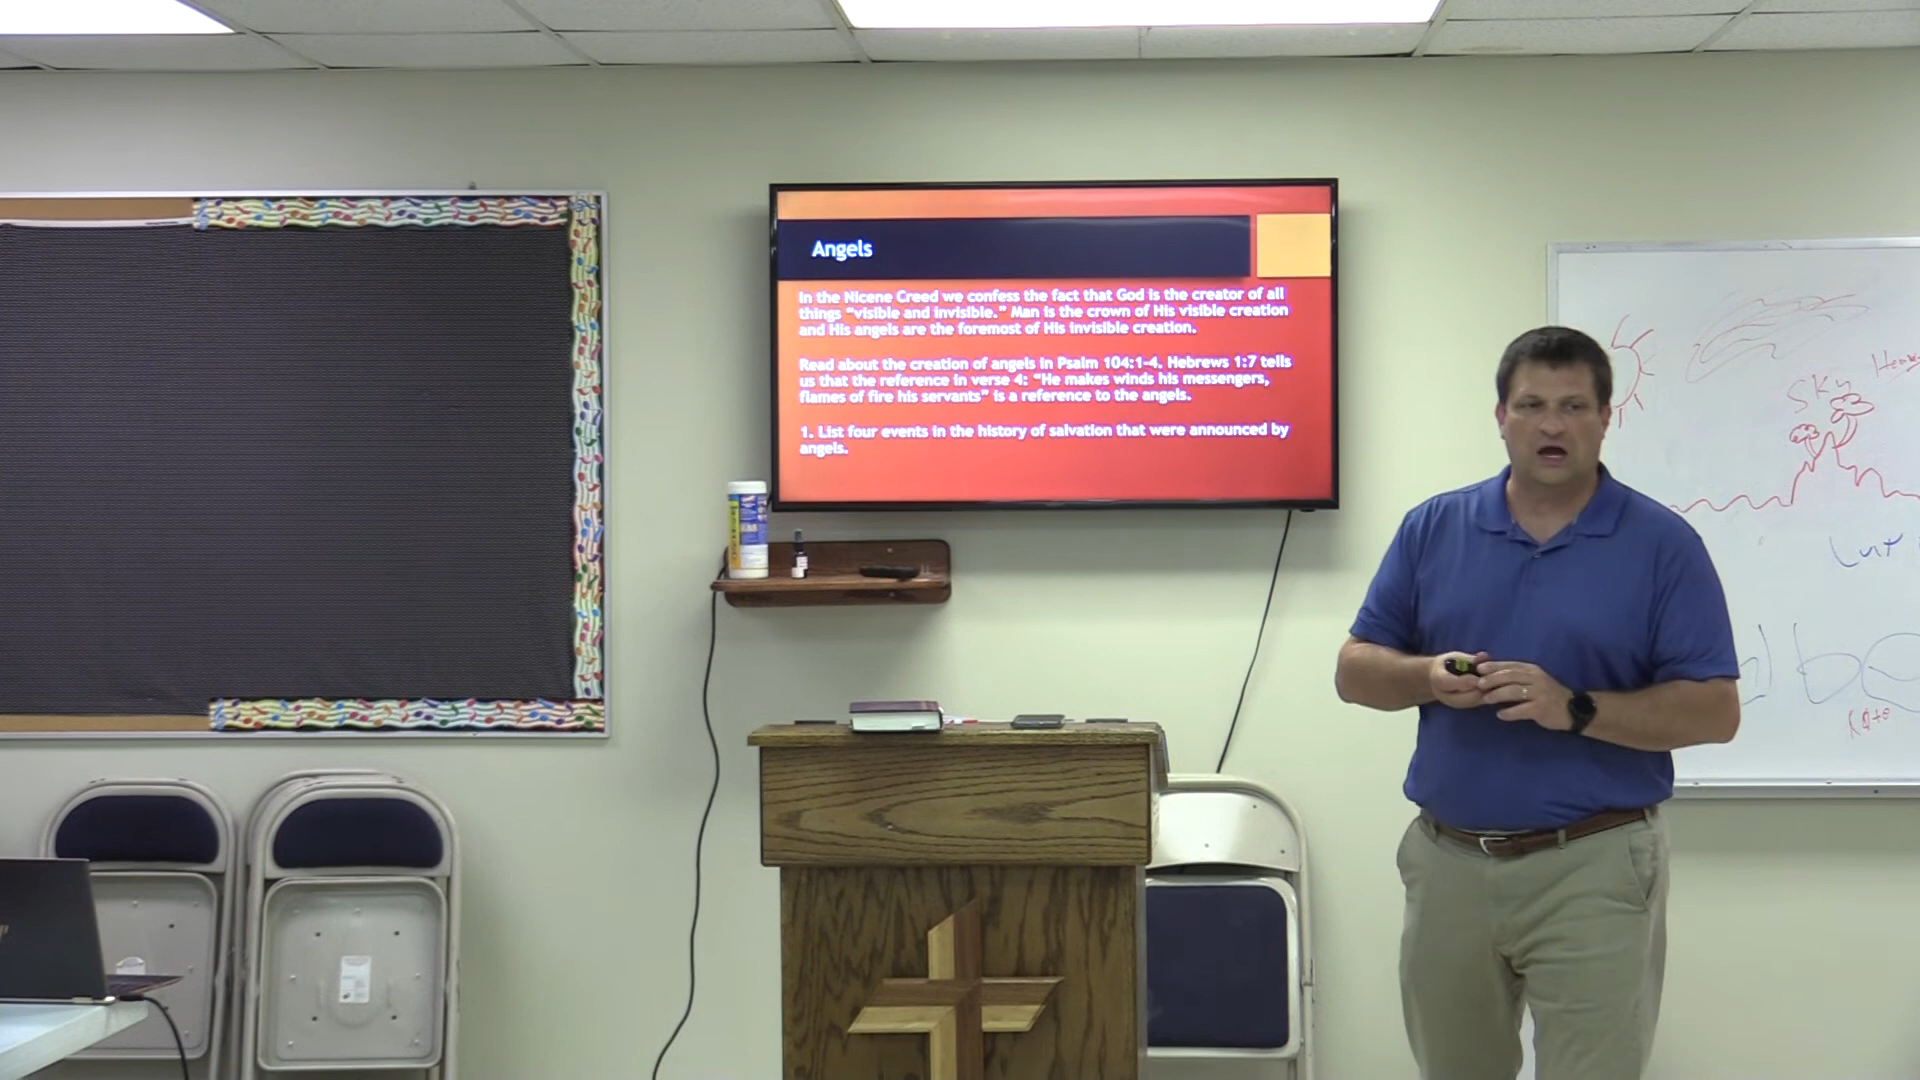 Angels
In the Nicene Creed we confess the fact that God is the creator of all
things “visible and invisible.” Man is the crown of His visible creation
and His angels are the foremost of His invisible creation.
Read about the creation of angels in Psalm 104:1-4. Hebrews 1:7 tells
us that the reference in verse 4: “He makes winds his messengers,
flames of fire his servants” is a reference to the angels.
1. List four events in the history of salvation that were announced by
angels.
Sky